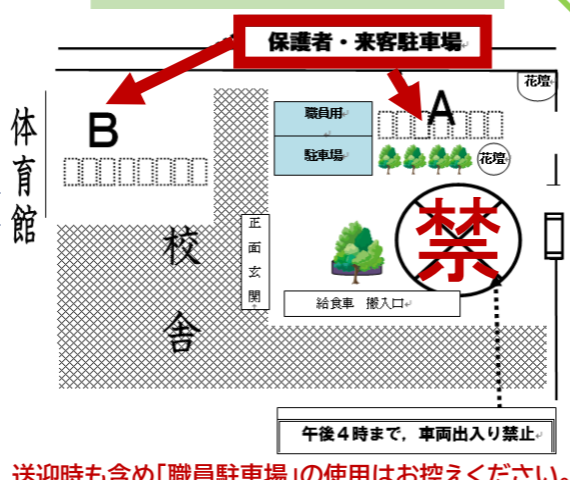 保護者・来客駐車場
花壇
体育館
B
職員用
駐車場
A
花壇
校舎
正面玄関
禁
給食車　搬入口
午後４時まで，車両出入り禁止
送迎時も含め「職員駐車場」の使用はお控えください。